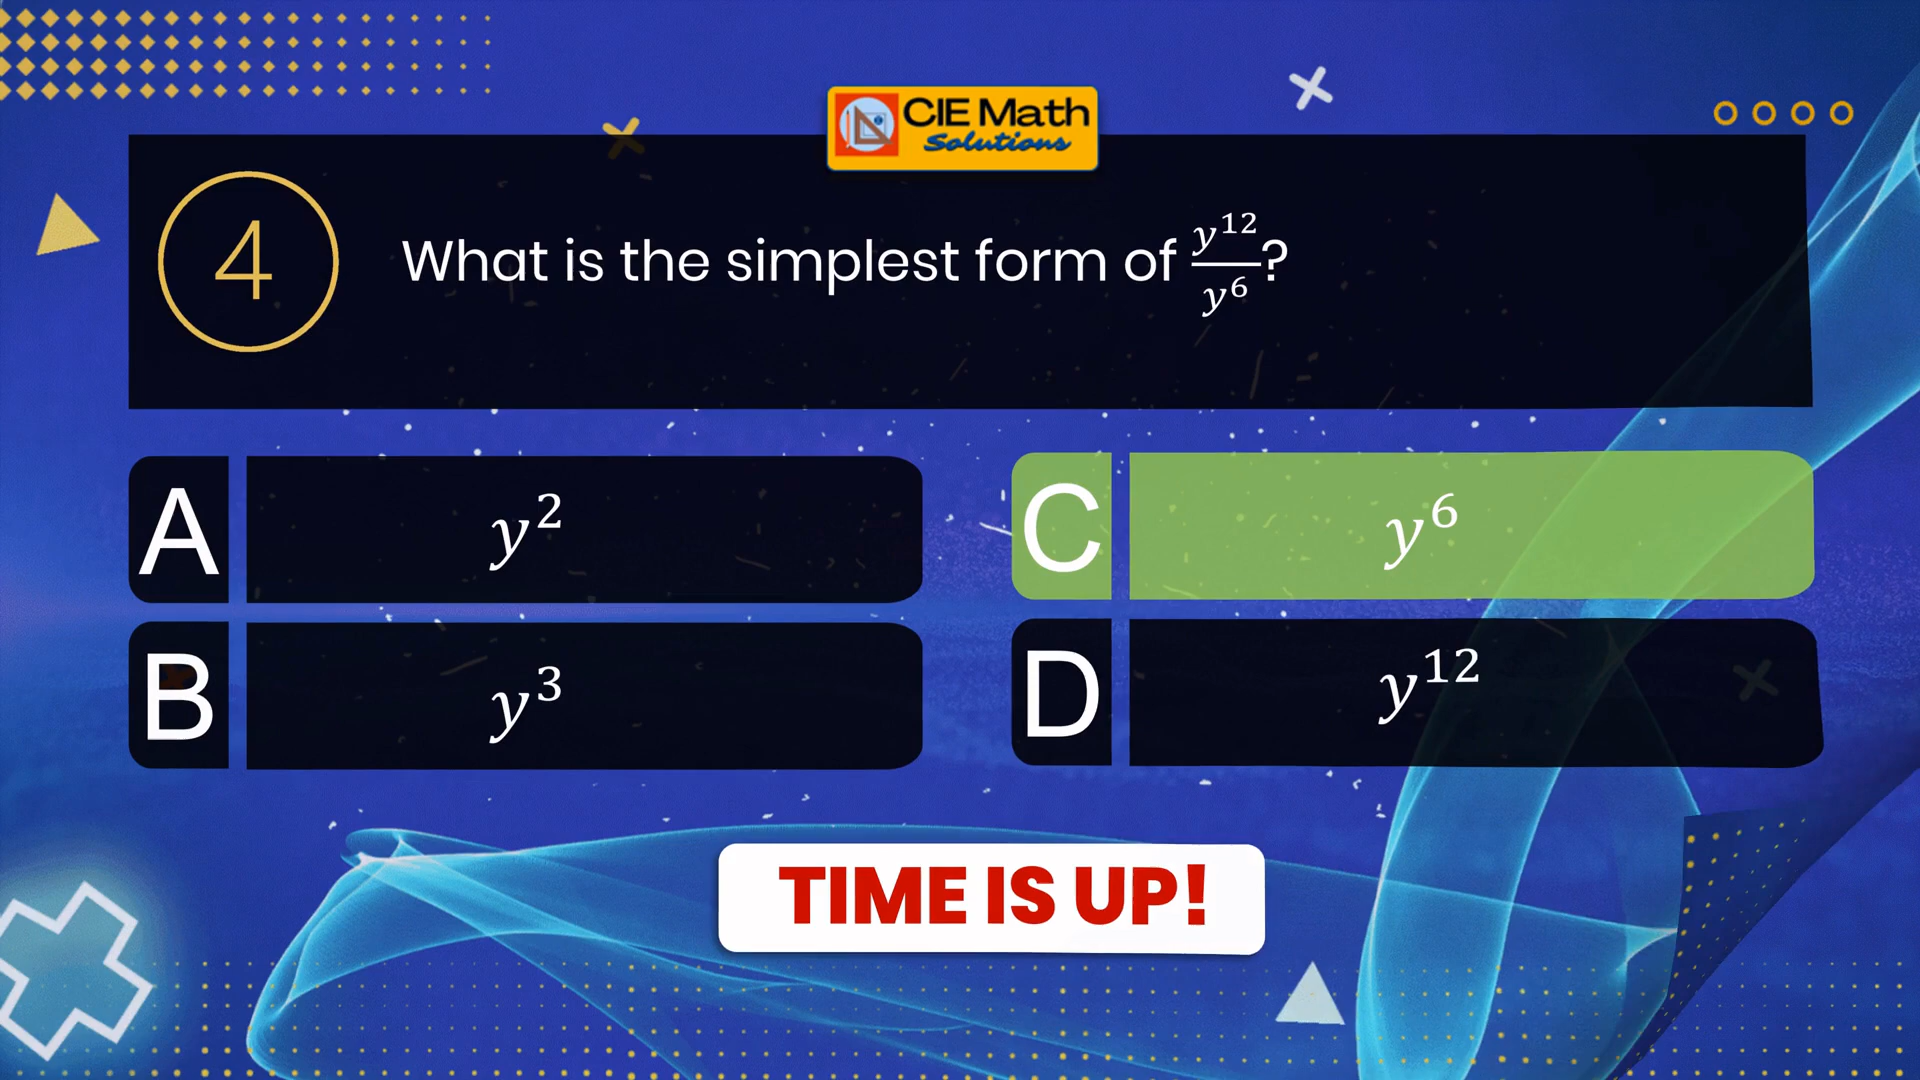 CIE Math
Solutions
4
What is the simplest form of y¹²/y⁶?
A
y²
C
y⁶
B
y³
D
y¹²
TIME IS UP!